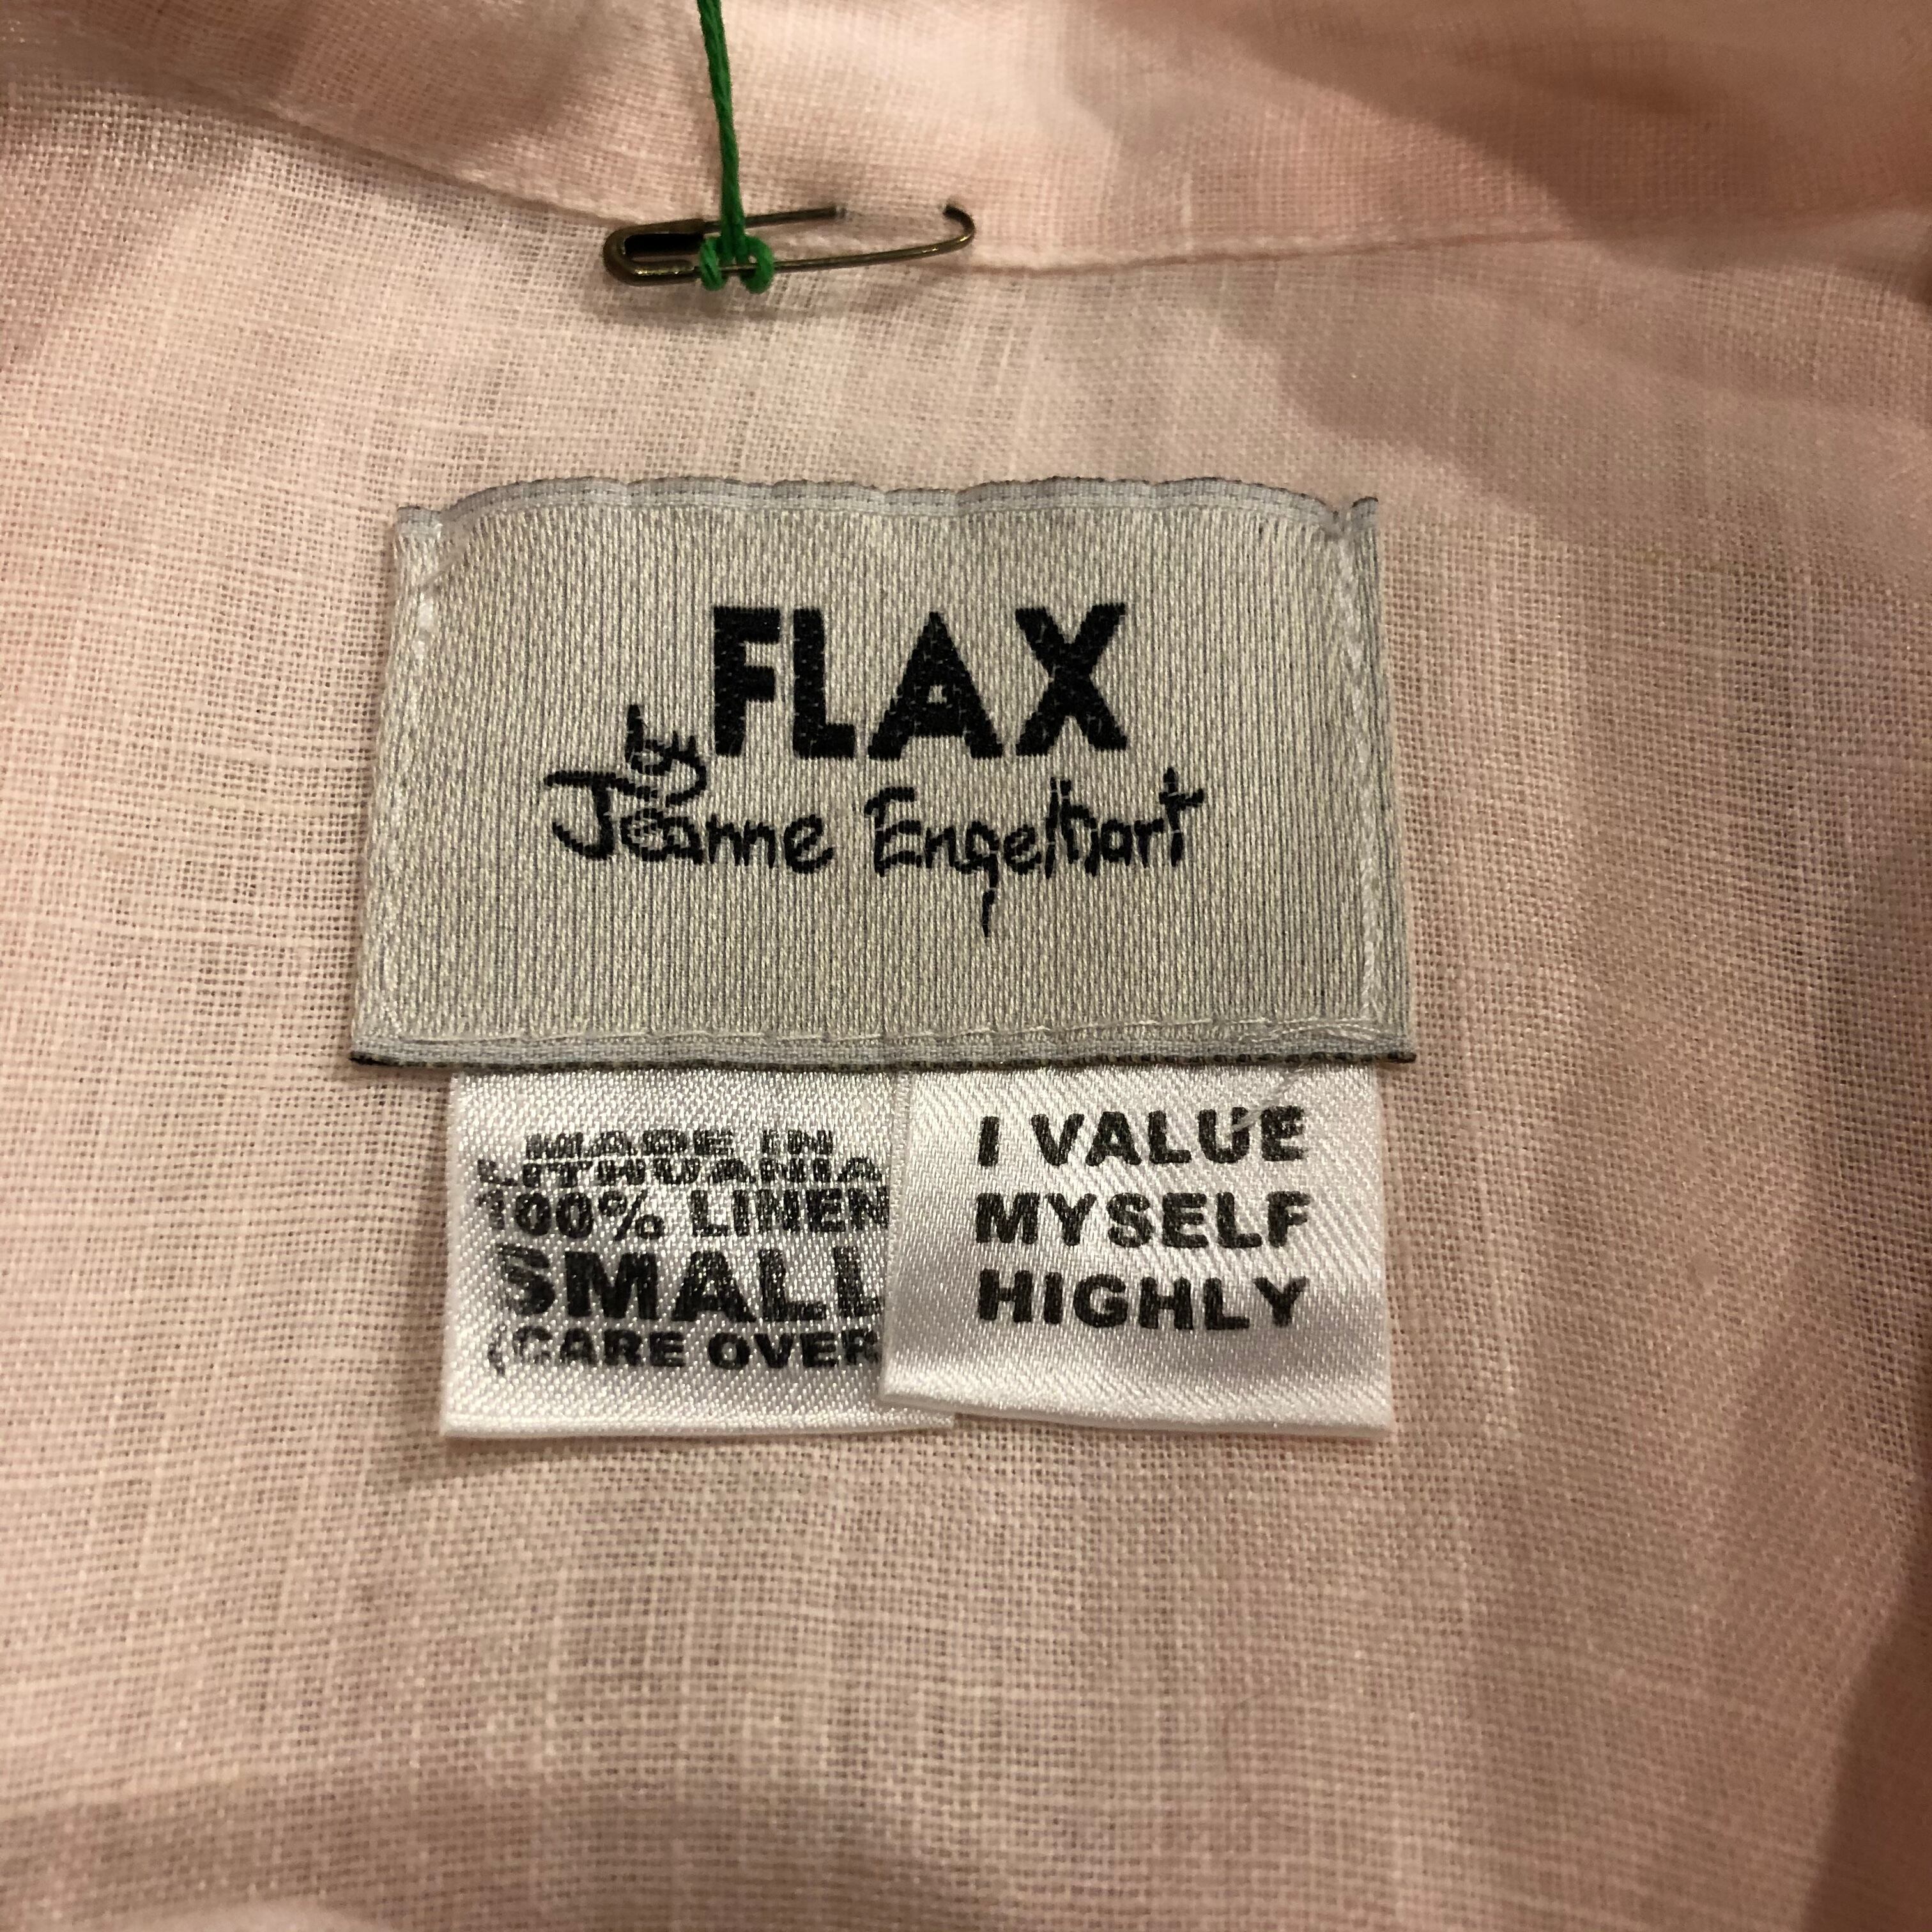 FLAX
by
Jeanne Engelhart
MADE IN
LITHUANIA
100% LINEN
SMALL
(CARE OVER
I VALUE
MYSELF
HIGHLY